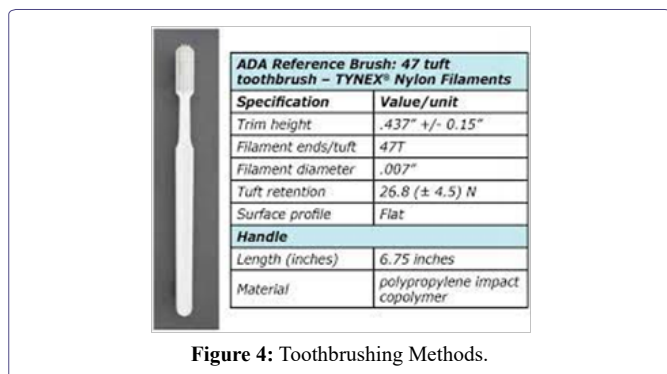 ADA Reference Brush: 47 tuft
toothbrush – TYNEX® Nylon Filaments
Specification Value/unit
Trim height .437" +/- 0.15"
Filament ends/tuft 47T
Filament diameter .007"
Tuft retention 26.8 (± 4.5) N
Surface profile Flat
Handle
Length (inches) 6.75 inches
Material polypropylene impact
copolymer
Figure 4: Toothbrushing Methods.